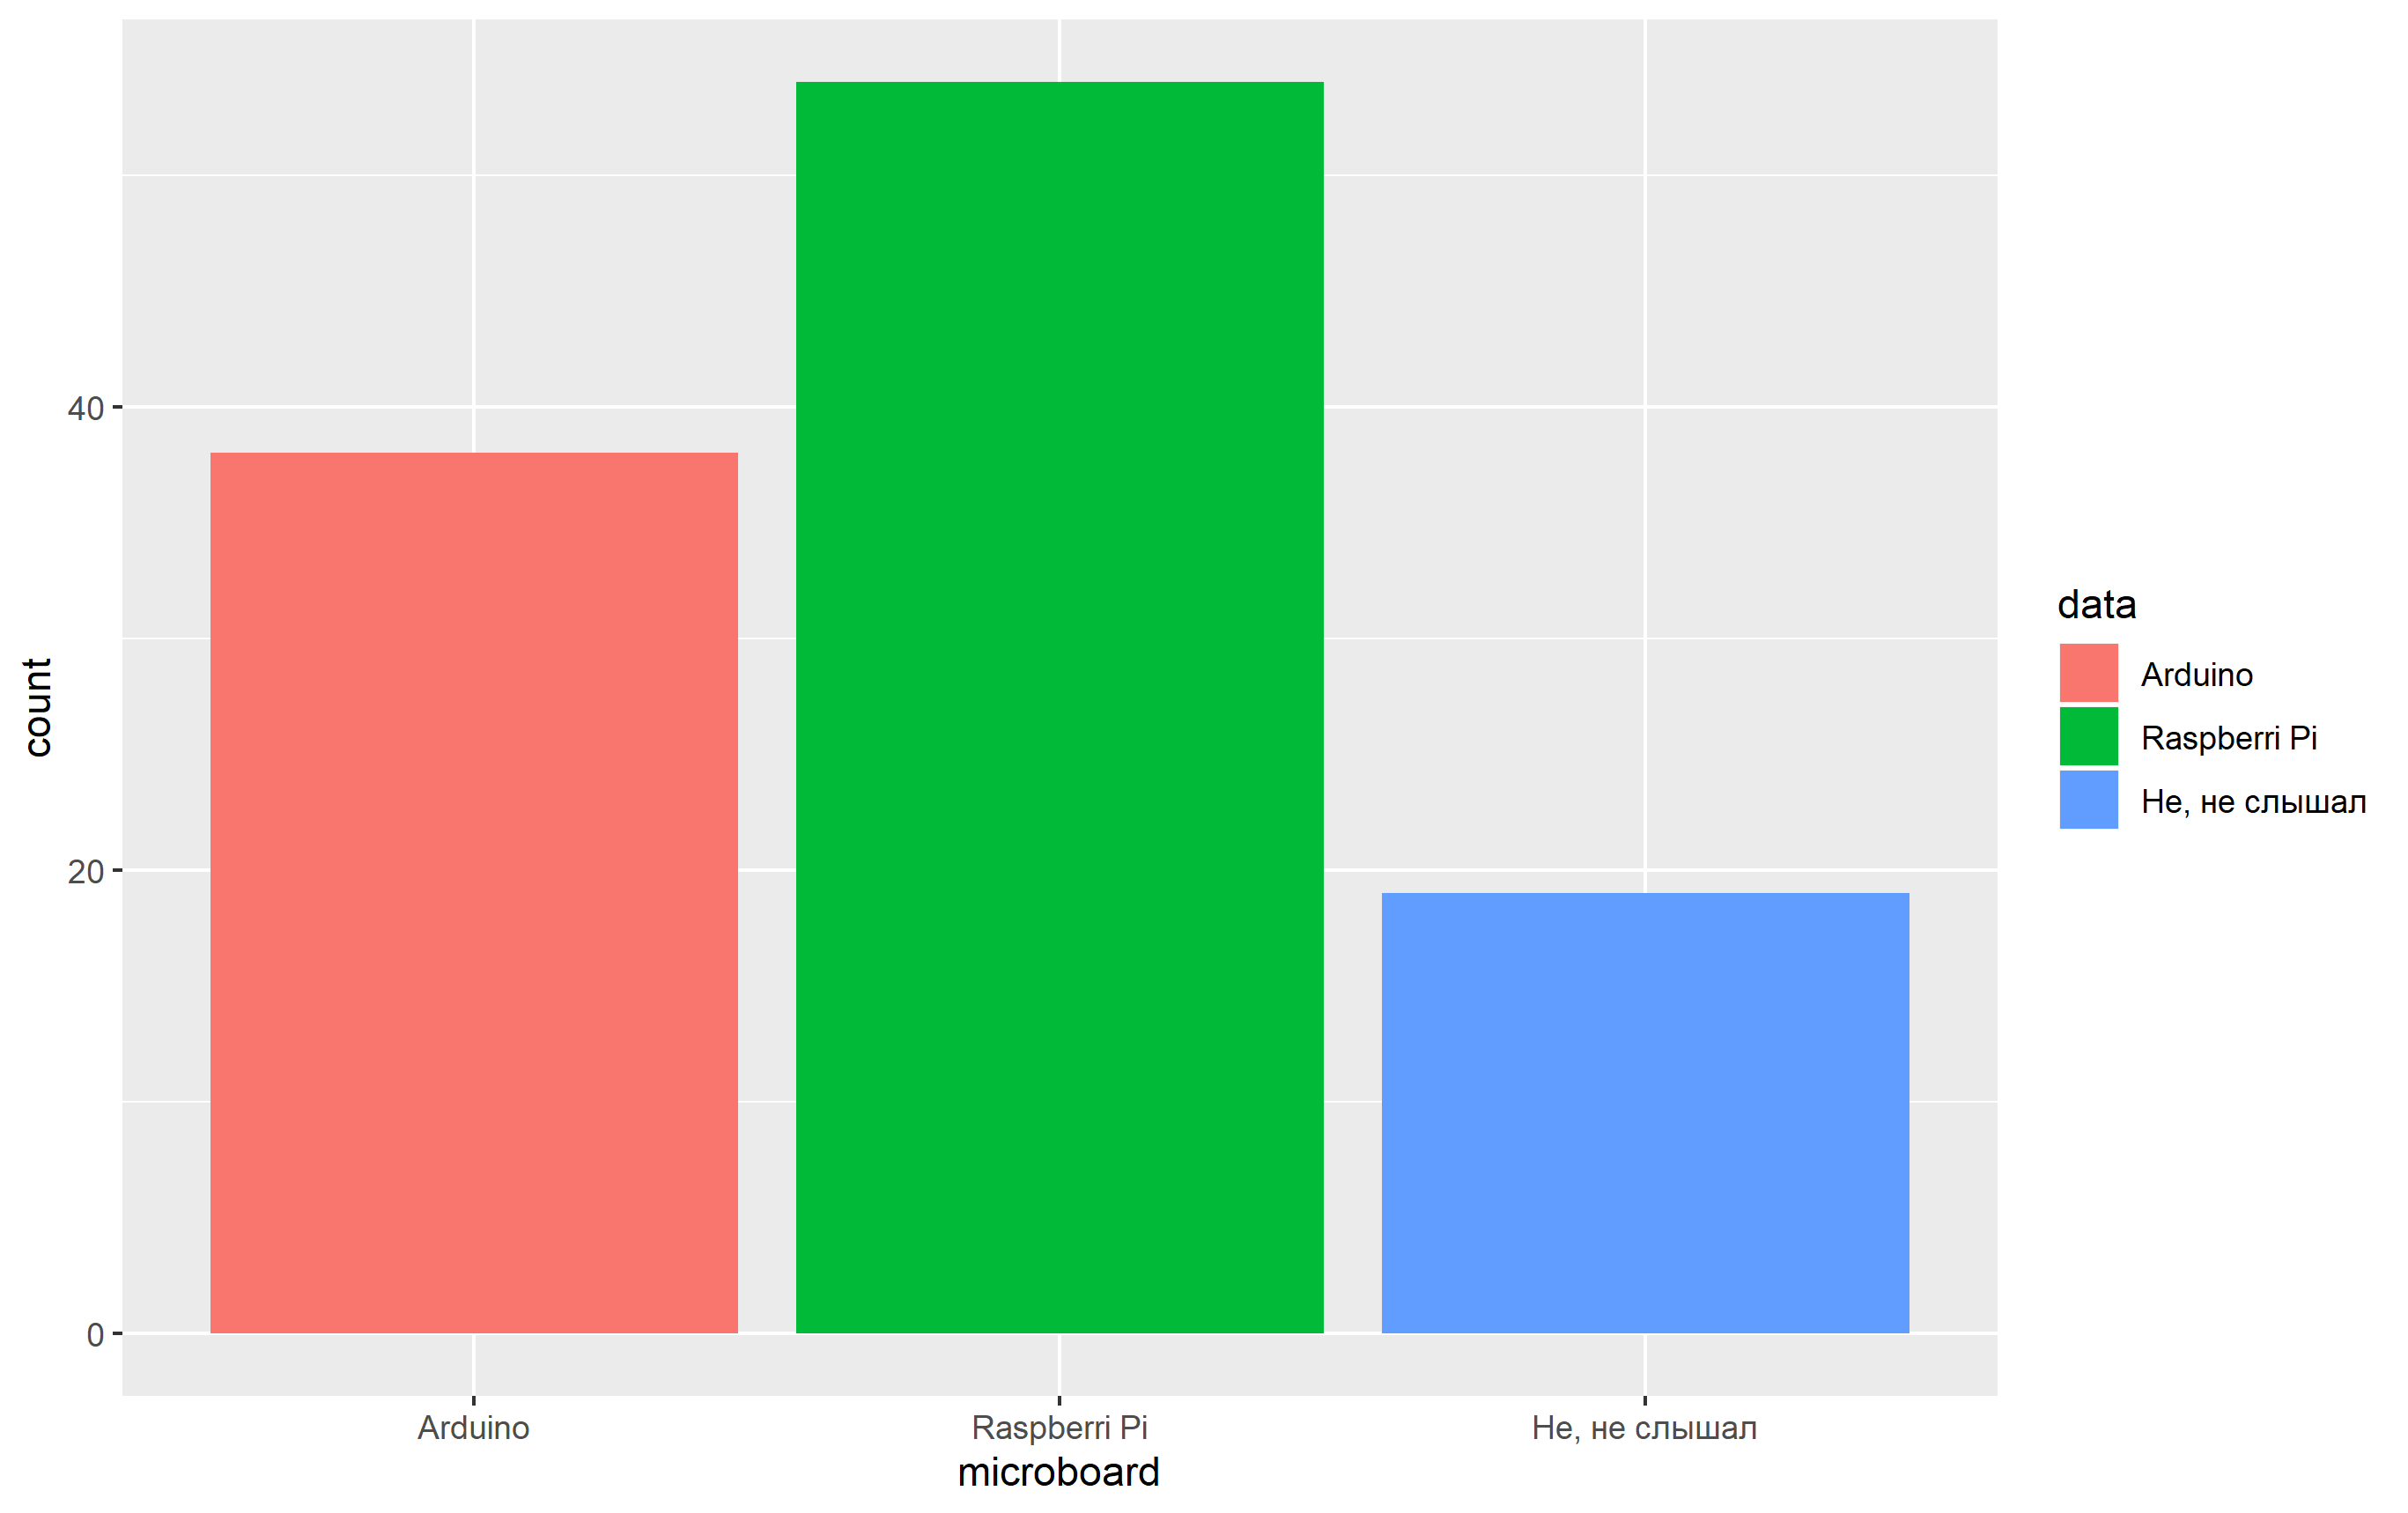 count
40
20
0
Arduino
Raspberri Pi
Не, не слышал
microboard
data
Arduino
Raspberri Pi
Не, не слышал